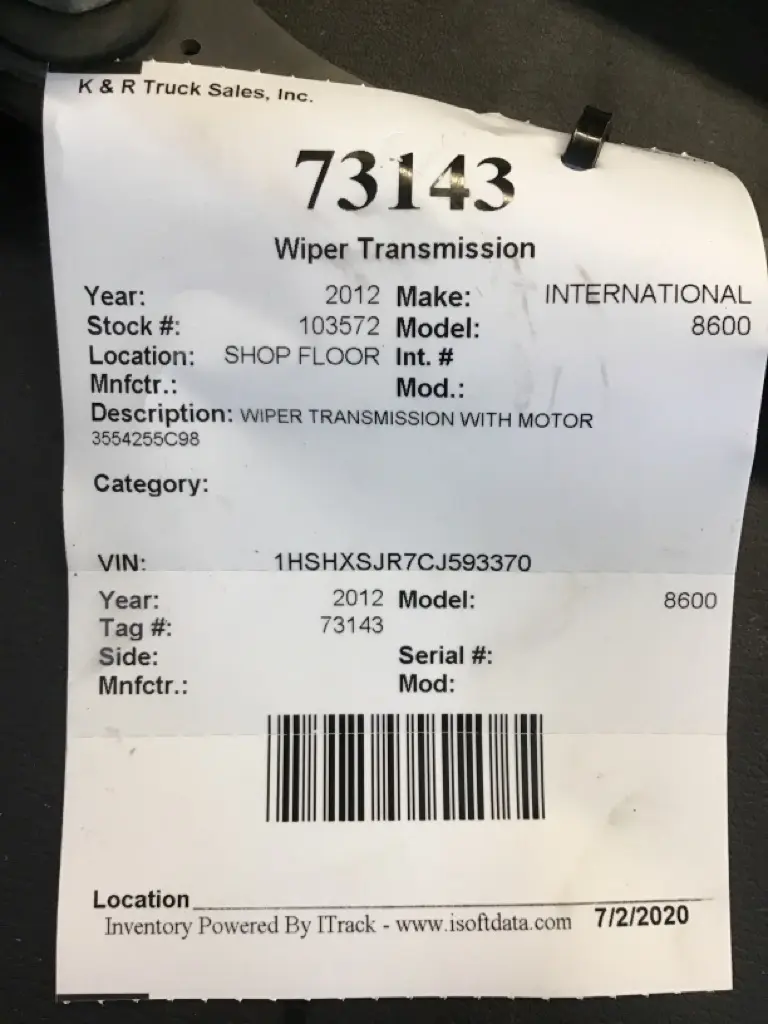 K & R Truck Sales, Inc.
73143
Wiper Transmission
Year: 2012 Make: INTERNATIONAL
Stock #: 103572 Model: 8600
Location: SHOP FLOOR Int. #
Mnfctr.: Mod.:
Description: WIPER TRANSMISSION WITH MOTOR
3554255C98
Category:
VIN: 1HSHXSJR7CJ593370
Year: 2012 Model: 8600
Tag #: 73143
Side: Serial #:
Mnfctr.: Mod:
Location
Inventory Powered By ITrack - www.isoftdata.com 7/2/2020